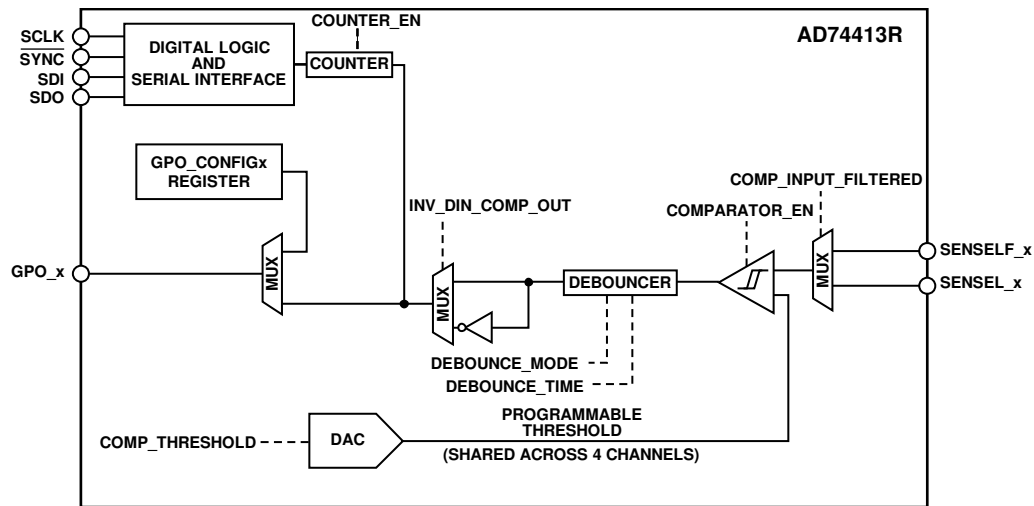 COUNTER_EN
AD74413R
SCLK
SYNC
SDI
SDO
DIGITAL LOGIC
AND
SERIAL INTERFACE
COUNTER
GPO_CONFIGx
REGISTER
COMP_INPUT_FILTERED
INV_DIN_COMP_OUT
COMPARATOR_EN
GPO_x
MUX
MUX
DEBOUNCER
MUX
SENSELF_x
SENSEL_x
DEBOUNCE_MODE
DEBOUNCE_TIME
COMP_THRESHOLD
DAC
PROGRAMMABLE
THRESHOLD
(SHARED ACROSS 4 CHANNELS)